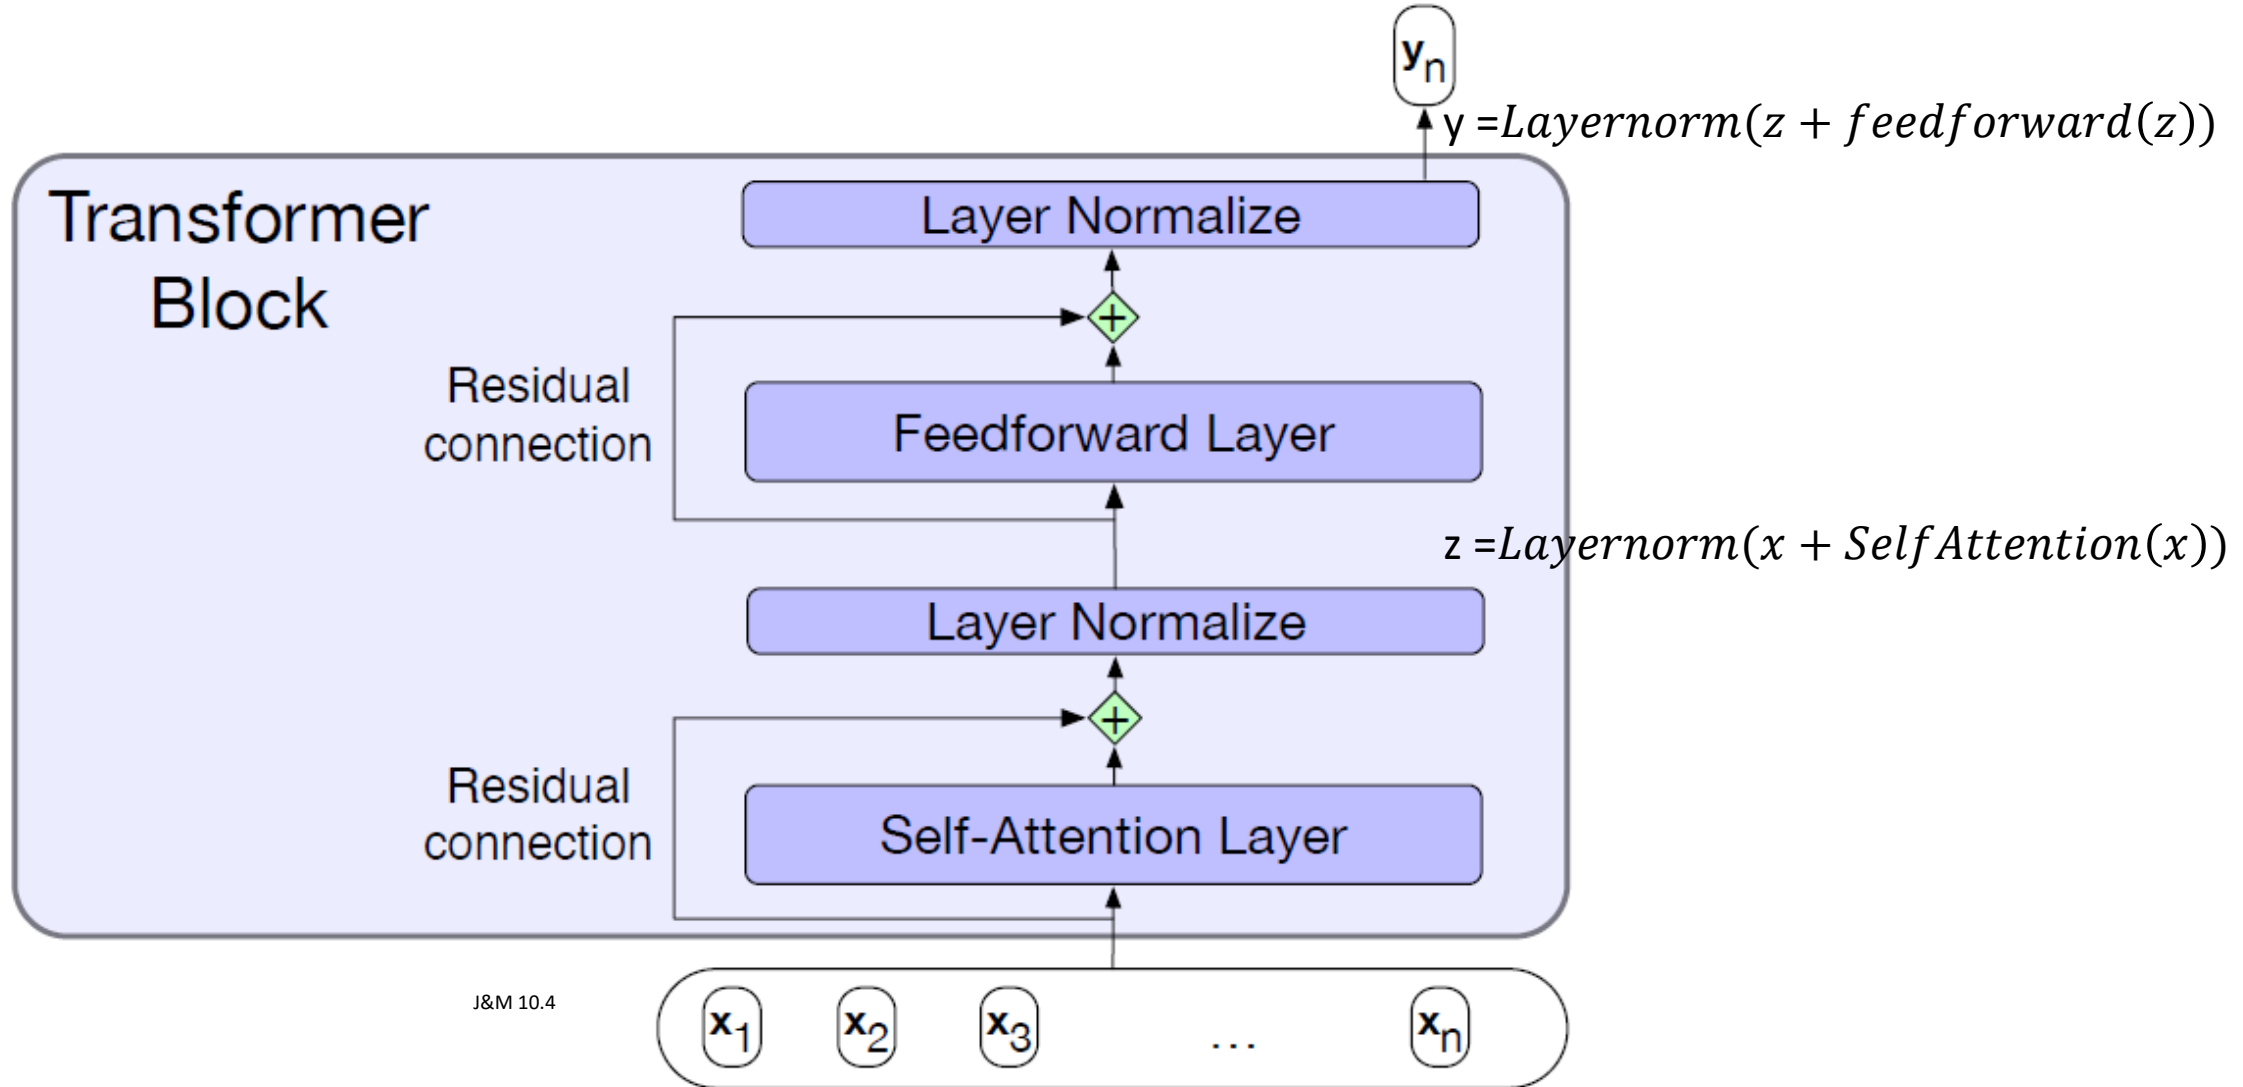 yn
y =Layernorm(z + feedforward(z))
Transformer
Block
Layer Normalize
+
Residual
connection
Feedforward Layer
z =Layernorm(x + SelfAttention(x))
Layer Normalize
+
Residual
connection
Self-Attention Layer
J&M 10.4
x1 x2 x3 ... xn